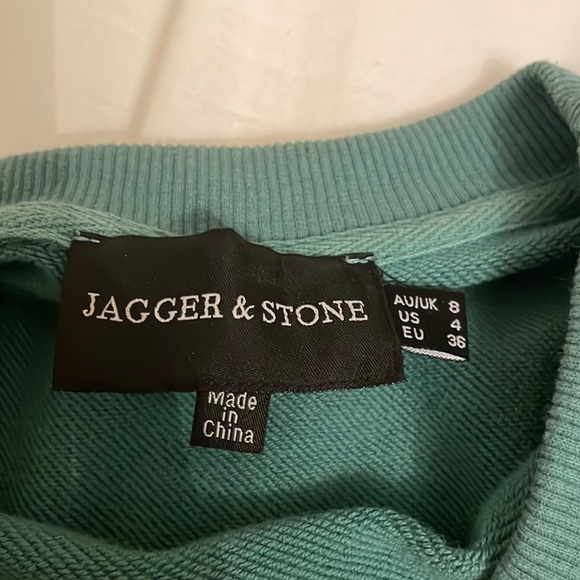 JAGGER & STONE
AU/UK 8
US 4
EU 36
Made
in
China